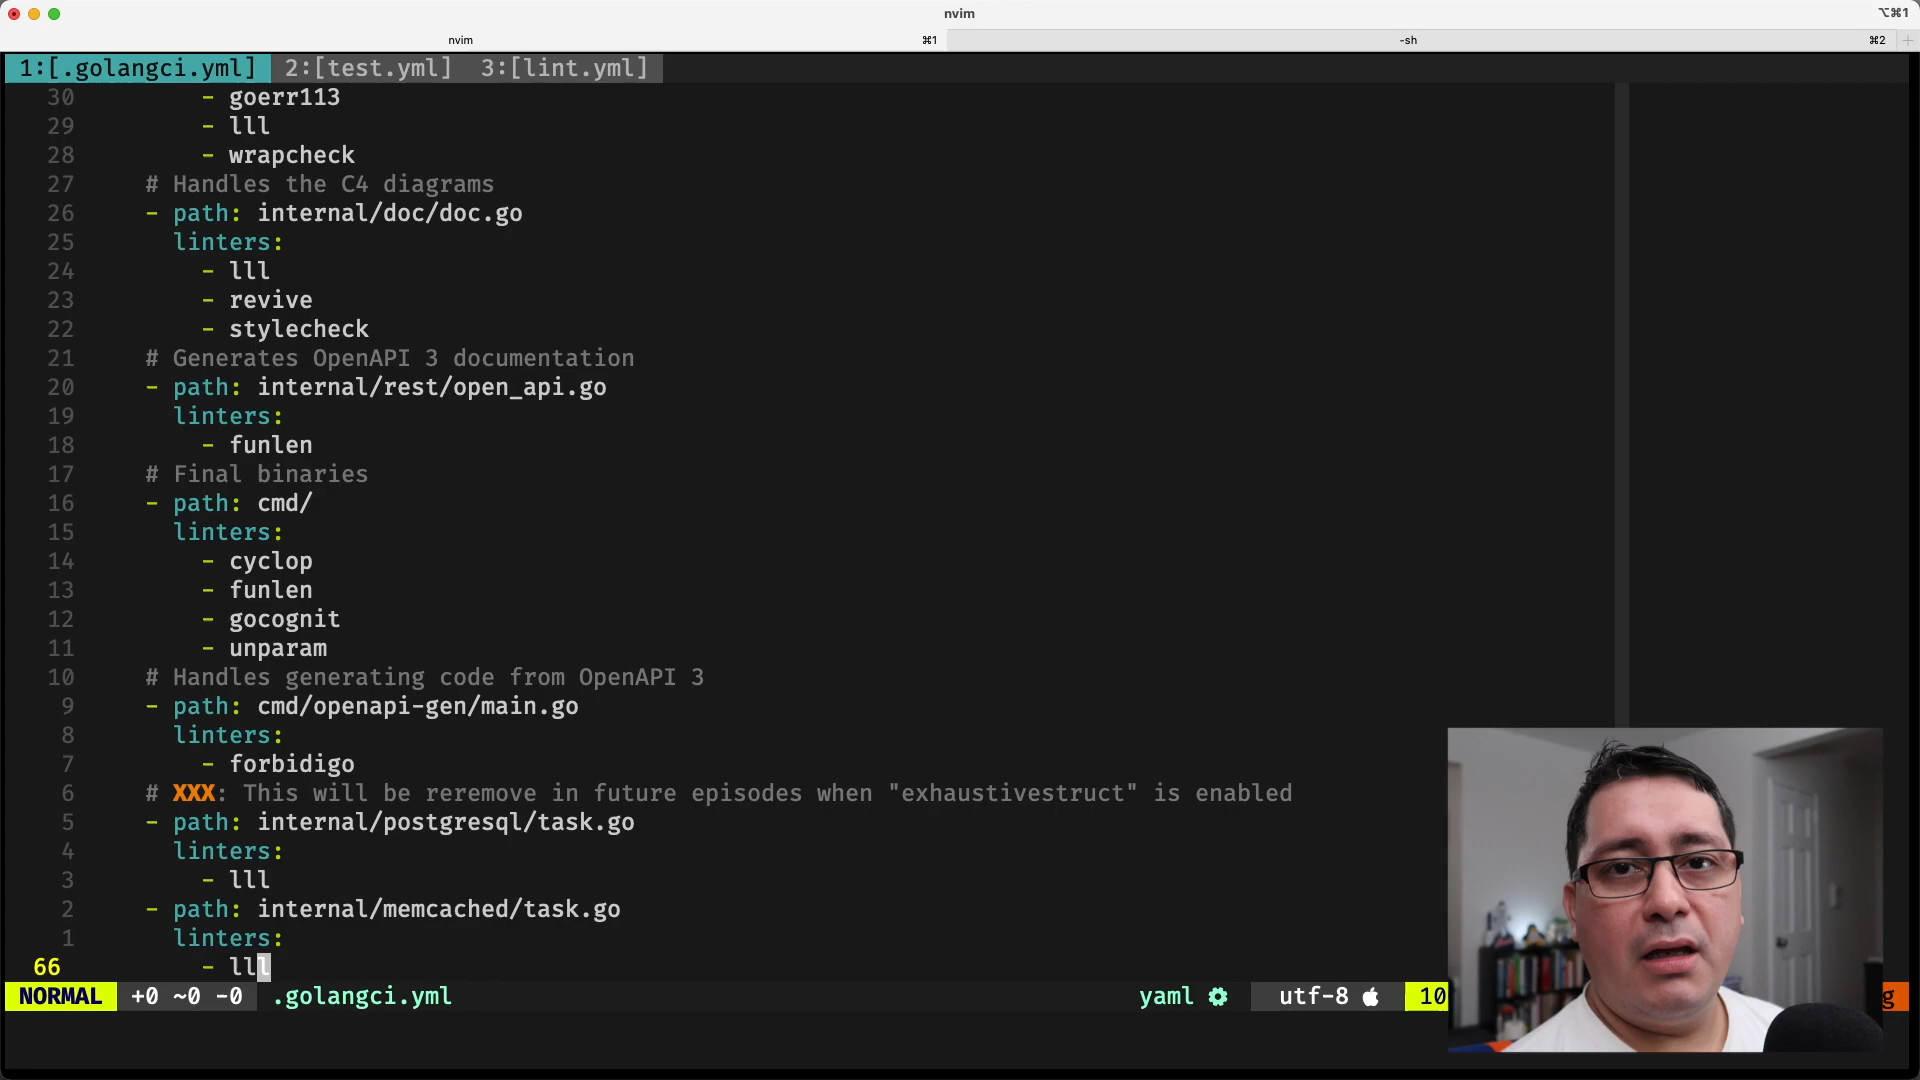 nvim
⌥⌘1
nvim ⌘1 -sh ⌘2 +
1:[.golangci.yml] 2:[test.yml] 3:[lint.yml]
30 - goerr113
29 - lll
28 - wrapcheck
27 # Handles the C4 diagrams
26 - path: internal/doc/doc.go
25 linters:
24 - lll
23 - revive
22 - stylecheck
21 # Generates OpenAPI 3 documentation
20 - path: internal/rest/open_api.go
19 linters:
18 - funlen
17 # Final binaries
16 - path: cmd/
15 linters:
14 - cyclop
13 - funlen
12 - gocognit
11 - unparam
10 # Handles generating code from OpenAPI 3
9 - path: cmd/openapi-gen/main.go
8 linters:
7 - forbidigo
6 # XXX: This will be reremove in future episodes when "exhaustivestruct" is enabled
5 - path: internal/postgresql/task.go
4 linters:
3 - lll
2 - path: internal/memcached/task.go
1 linters:
66 - lll
NORMAL +0 ~0 -0 .golangci.yml yaml utf-8 10 g